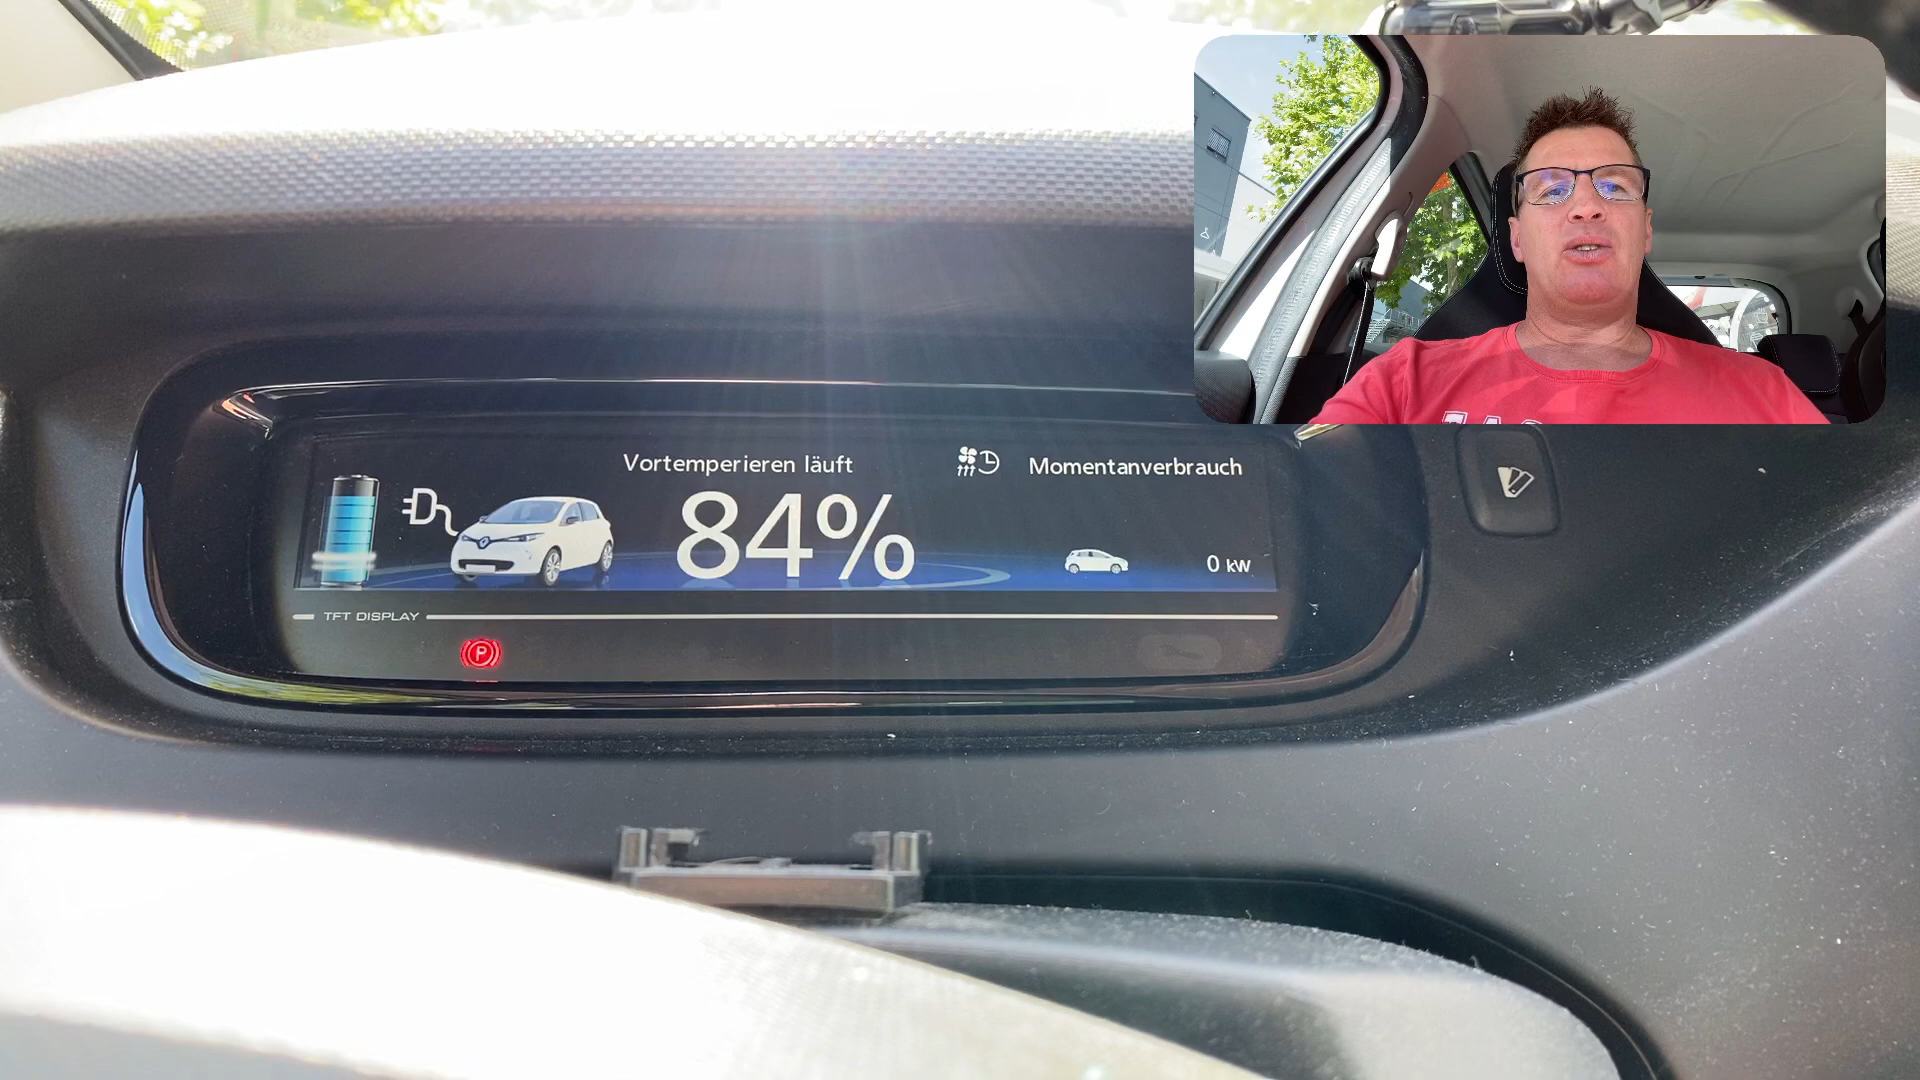 Vortemperieren läuft
Momentanverbrauch
84%
0 kW
TFT DISPLAY
P